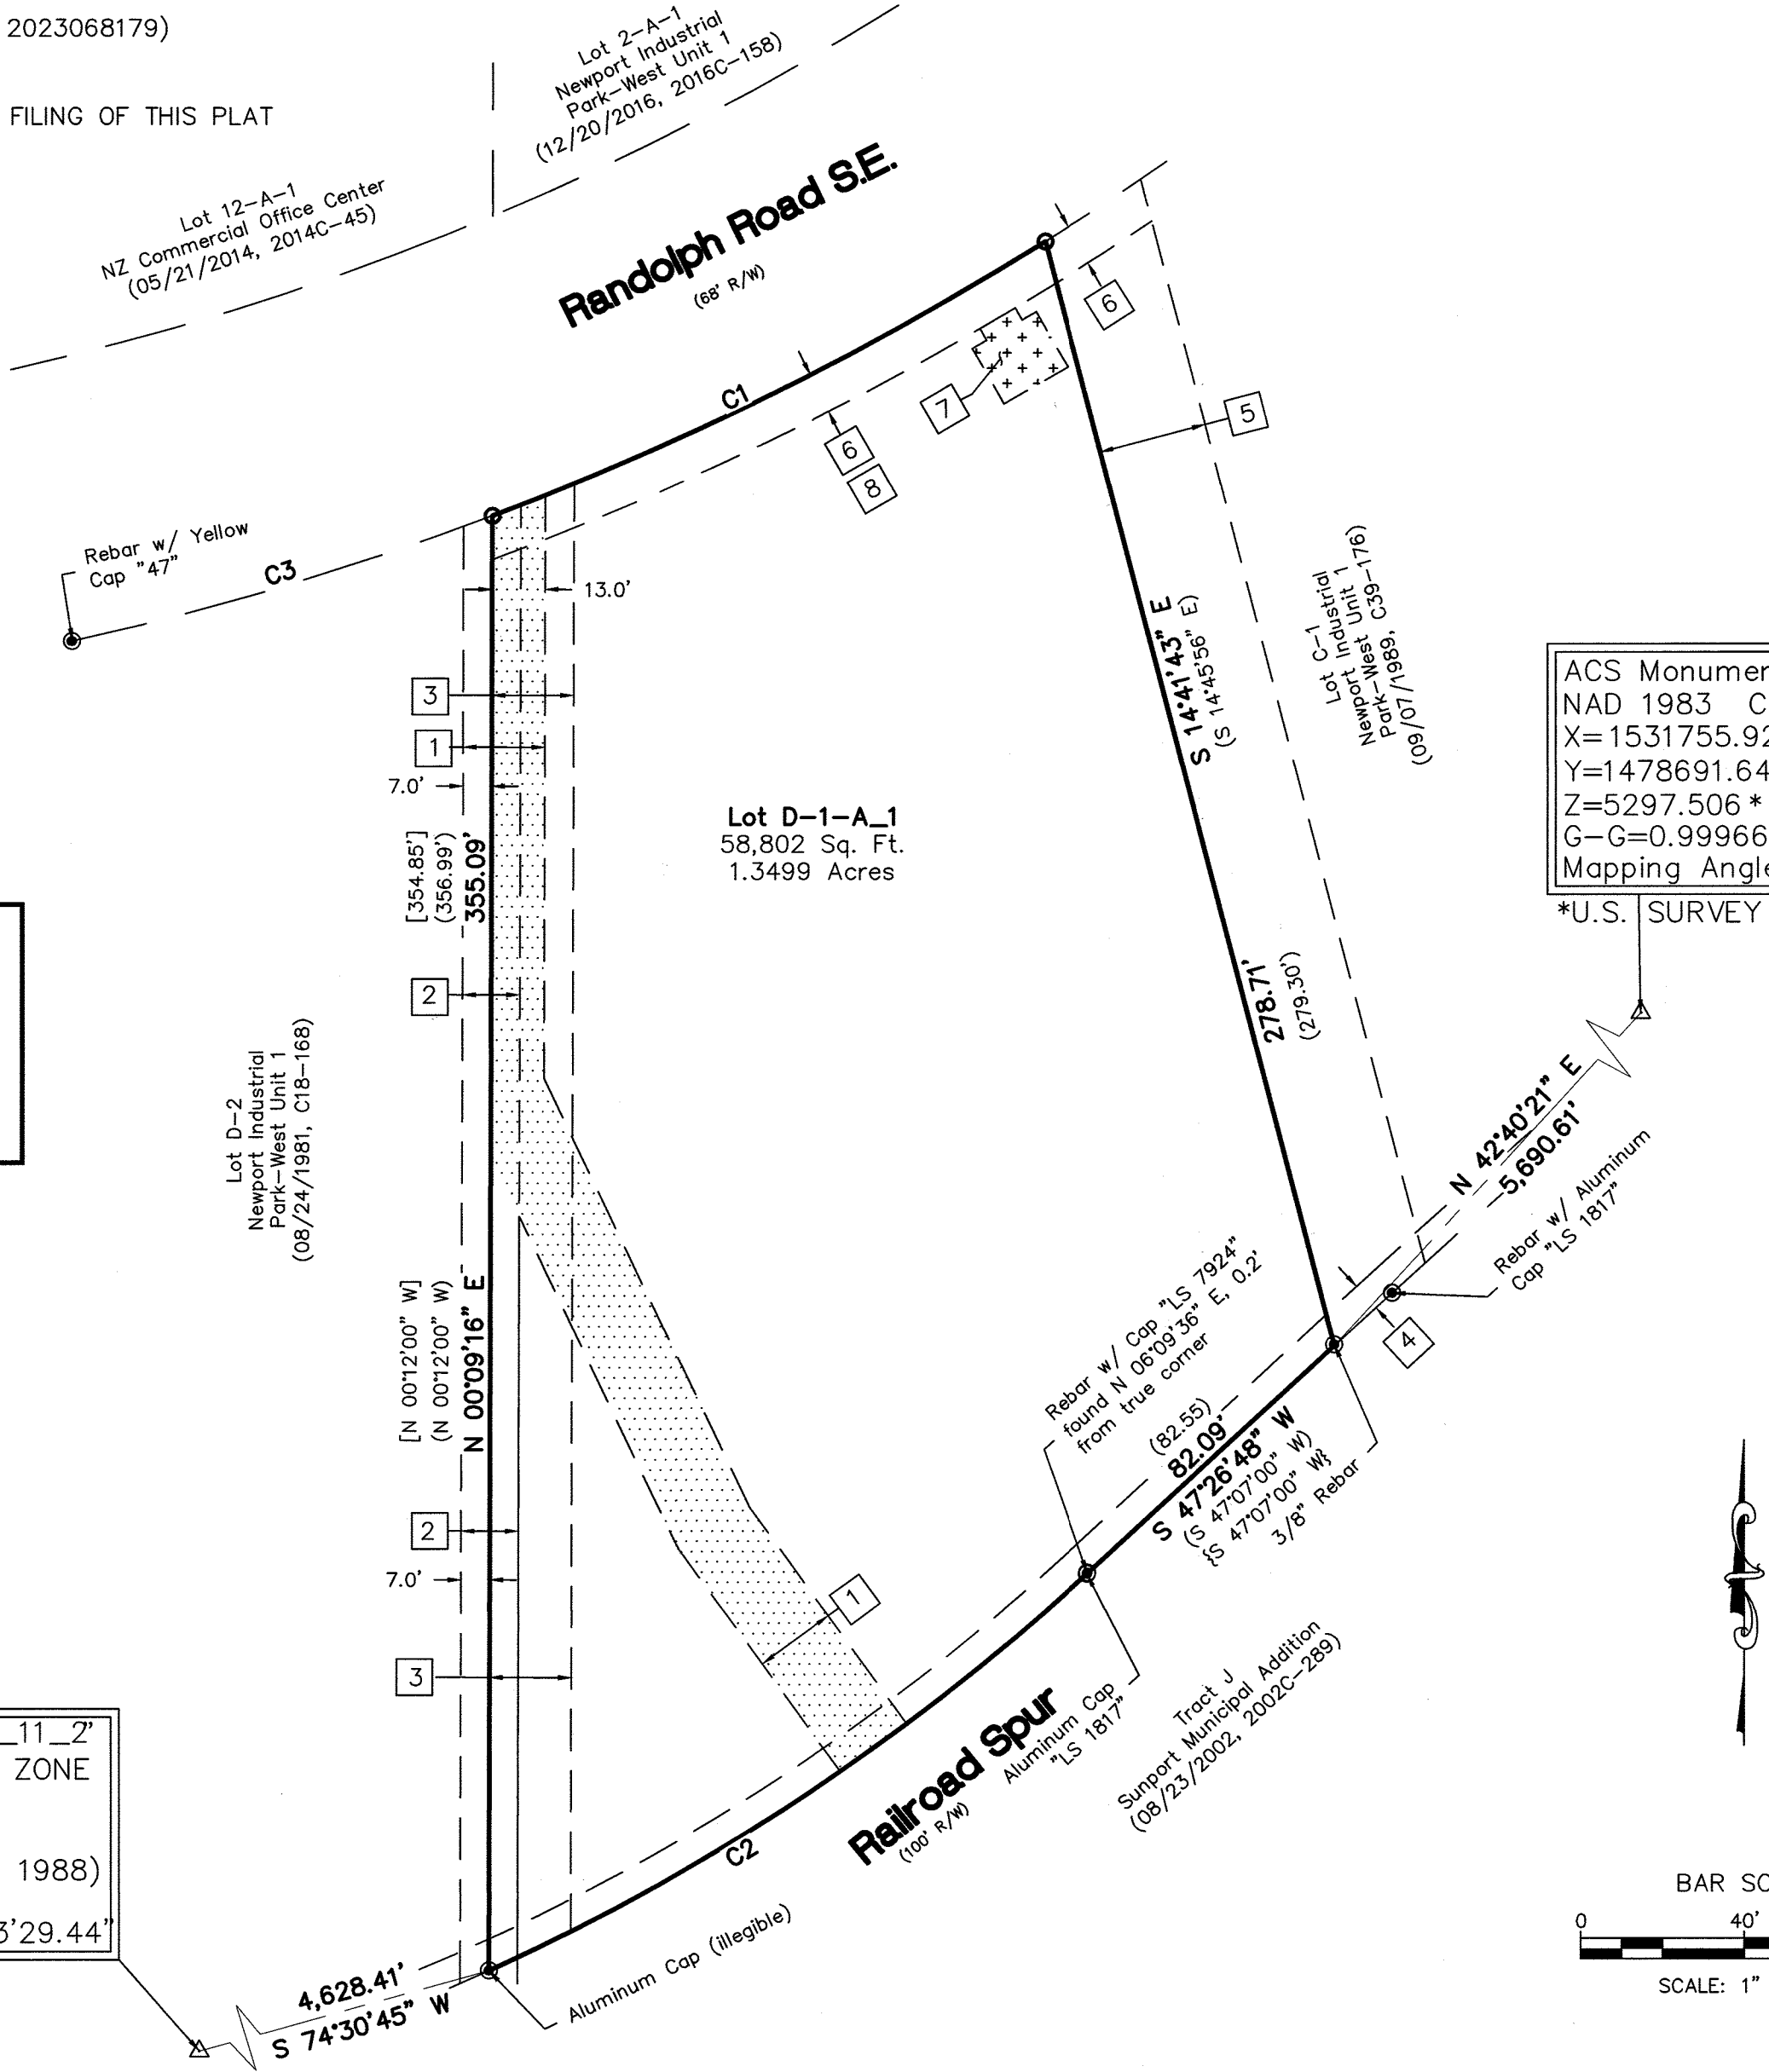 2023068179)
FILING OF THIS PLAT
Lot 12-A-1
NZ Commercial Office Center
(05/21/2014, 2014C-45)
Lot 2-A-1
Newport Industrial
Park-West Unit 1
(12/20/2016, 2016C-158)
Randolph Road S.E.
(68' R/W)
C1
6
7
5
6
8
Rebar w/ Yellow
Cap "47"
C3
13.0'
3
1
7.0'
[354.85']
(356.99')
355.09'
2
Lot D-1-A_1
58,802 Sq. Ft.
1.3499 Acres
S 14°41'43" E
(S 14°45'56" E)
278.71'
(279.30')
Lot C-1
Newport Industrial
Park-West Unit 1
(09/07/1989, C39-176)
ACS Monumen
NAD 1983 C
X=1531755.92
Y=1478691.64
Z=5297.506 *
G-G=0.99966
Mapping Angle
*U.S. SURVEY
Lot D-2
Newport Industrial
Park-West Unit 1
(08/24/1981, C18-168)
[N 00°12'00" W]
(N 00°12'00" W)
N 00°09'16" E
N 42°40'21" E
5,690.61'
Rebar w/ Aluminum
Cap "LS 1817"
4
Rebar w/ Cap "LS 7924"
found N 06°09'36" E, 0.2'
from true corner
(82.55)
82.09'
S 47°26'48" W
(S 47°07'00" W)
{S 47°07'00" W}
3/8" Rebar
2
7.0'
1
3
Railroad Spur
(100' R/W)
Aluminum Cap
"LS 1817"
Tract J
Sunport Municipal Addition
(08/23/2002, 2002C-289)
C2
_11_2'
ZONE
1988)
3'29.44"
4,628.41'
S 74°30'45" W
Aluminum Cap (illegible)
BAR SC
0 40'
SCALE: 1"